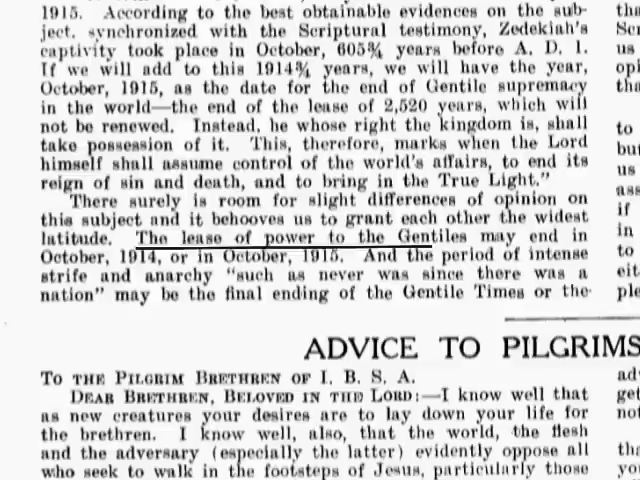 1915. According to the best obtainable evidences on the sub-
ject, synchronized with the Scriptural testimony, Zedekiah's
captivity took place in October, 605¾ years before A. D. 1.
If we will add to this 1914¾ years, we will have the year,
October, 1915, as the date for the end of Gentile supremacy
in the world—the end of the lease of 2,520 years, which will
not be renewed. Instead, he whose right the kingdom is, shall
take possession of it. This, therefore, marks when the Lord
himself shall assume control of the world's affairs, to end its
reign of sin and death, and to bring in the True Light."
There surely is room for slight differences of opinion on
this subject and it behooves us to grant each other the widest
latitude. The lease of power to the Gentiles may end in
October, 1914, or in October, 1915. And the period of intense
strife and anarchy "such as never was since there was a
nation" may be the final ending of the Gentile Times or the
ADVICE TO PILGRIMS
TO THE PILGRIM BRETHREN OF I. B. S. A.
DEAR BRETHREN, BELOVED IN THE LORD:—I know well that
as new creatures your desires are to lay down your life for
the brethren. I know well, also, that the world, the flesh
and the adversary (especially the latter) evidently oppose all
who seek to walk in the footsteps of Jesus, particularly those
to
but
us
if
in
to